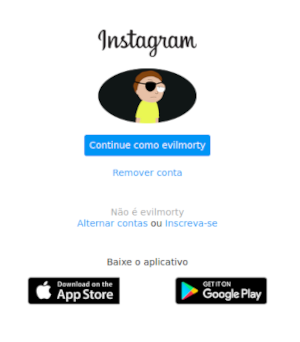 Instagram
Continue como evilmorty
Remover conta
Não é evilmorty
Alternar contas ou Inscreva-se
Baixe o aplicativo
Download on the
App Store
GET IT ON
Google Play